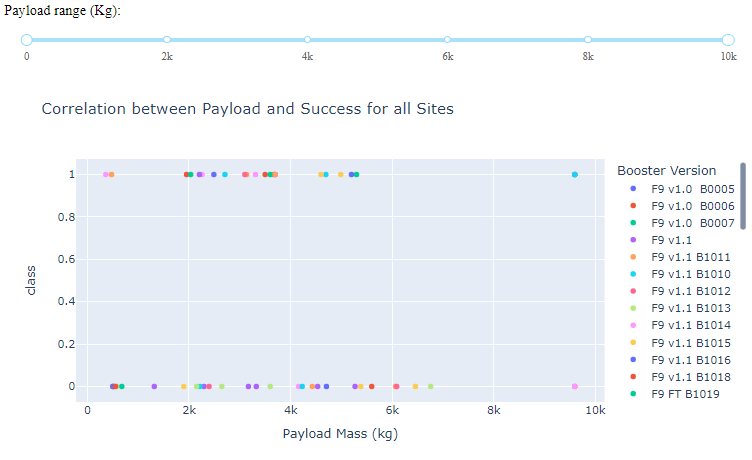 Payload range (Kg):
0 2k 4k 6k 8k 10k
Correlation between Payload and Success for all Sites
Booster Version
F9 v1.0  B0005
F9 v1.0  B0006
F9 v1.0  B0007
F9 v1.1
F9 v1.1 B1011
F9 v1.1 B1010
F9 v1.1 B1012
F9 v1.1 B1013
F9 v1.1 B1014
F9 v1.1 B1015
F9 v1.1 B1016
F9 v1.1 B1018
F9 FT B1019
1
0.8
0.6
0.4
0.2
0
class
0 2k 4k 6k 8k 10k
Payload Mass (kg)